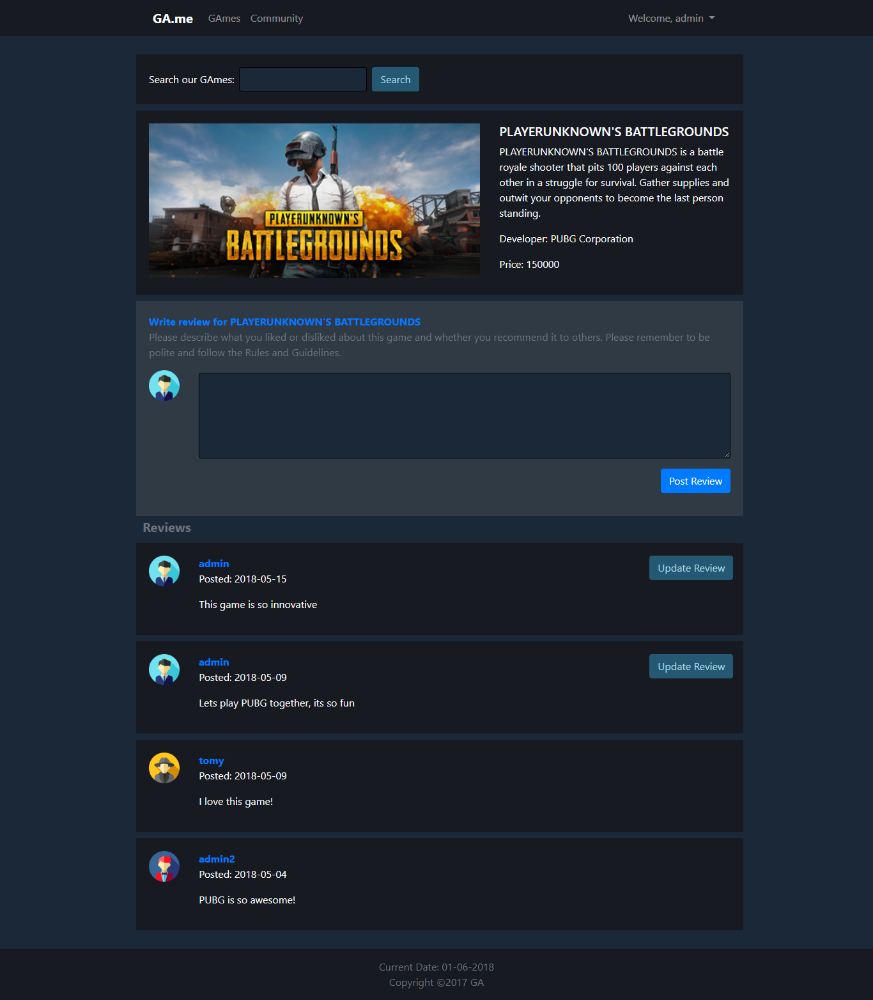 GA.me GAmes Community Welcome, admin
Search our GAmes: Search
PLAYERUNKNOWN'S
BATTLEGROUNDS
PLAYERUNKNOWN'S BATTLEGROUNDS
PLAYERUNKNOWN'S BATTLEGROUNDS is a battle
royale shooter that pits 100 players against each
other in a struggle for survival. Gather supplies and
outwit your opponents to become the last person
standing.
Developer: PUBG Corporation
Price: 150000
Write review for PLAYERUNKNOWN'S BATTLEGROUNDS
Please describe what you liked or disliked about this game and whether you recommend it to others. Please remember to be
polite and follow the Rules and Guidelines.
Post Review
Reviews
admin
Update Review
Posted: 2018-05-15
This game is so innovative
admin
Update Review
Posted: 2018-05-09
Lets play PUBG together, its so fun
tomy
Posted: 2018-05-09
I love this game!
admin2
Posted: 2018-05-04
PUBG is so awesome!
Current Date: 01-06-2018
Copyright ©2017 GA